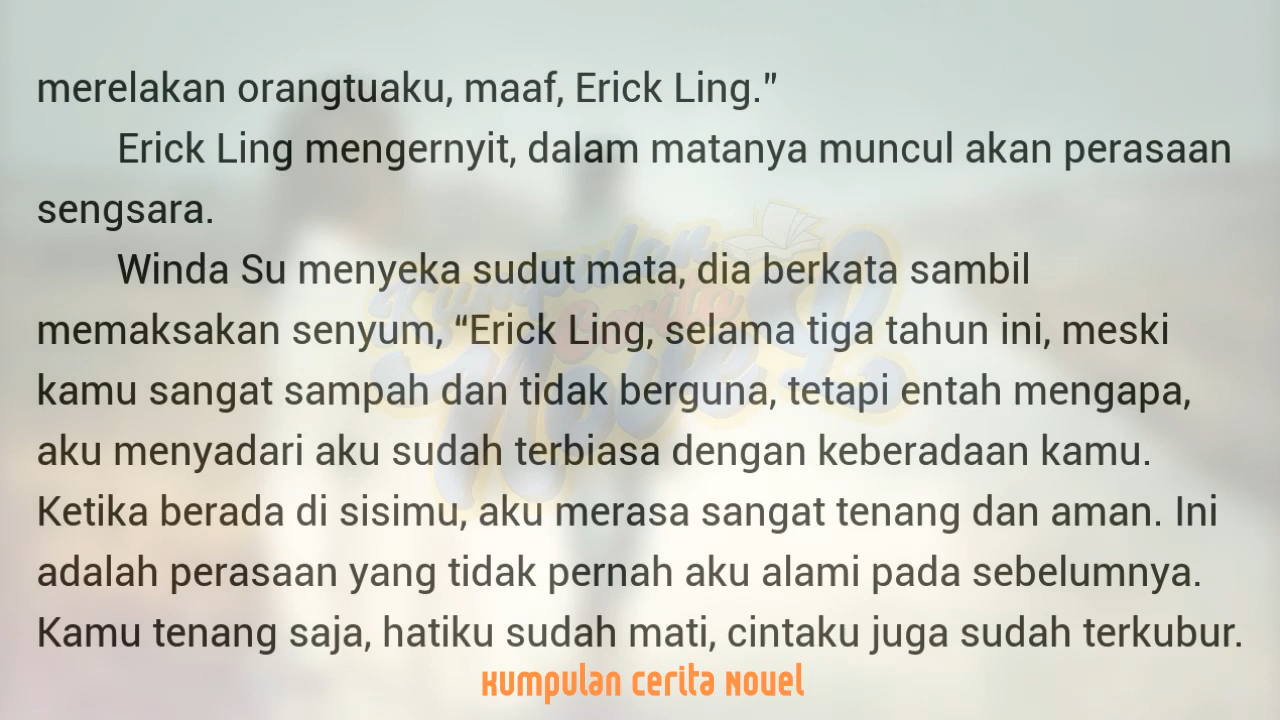 merelakan orangtuaku, maaf, Erick Ling."
Erick Ling mengernyit, dalam matanya muncul akan perasaan
sengsara.
Winda Su menyeka sudut mata, dia berkata sambil
memaksakan senyum, “Erick Ling, selama tiga tahun ini, meski
kamu sangat sampah dan tidak berguna, tetapi entah mengapa,
aku menyadari aku sudah terbiasa dengan keberadaan kamu.
Ketika berada di sisimu, aku merasa sangat tenang dan aman. Ini
adalah perasaan yang tidak pernah aku alami pada sebelumnya.
Kamu tenang saja, hatiku sudah mati, cintaku juga sudah terkubur.
Kumpulan Cerita Novel
Kumpulan Cerita Novel